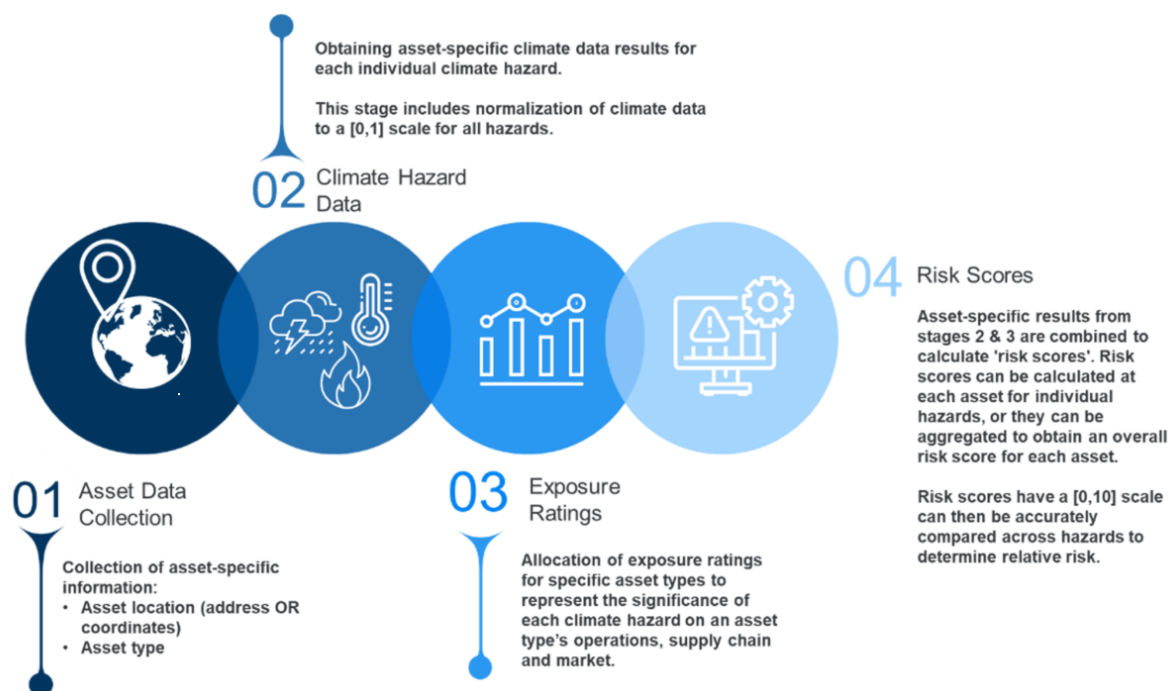 01
Asset Data
Collection
Collection of asset-specific
information:
• Asset location (address OR
coordinates)
• Asset type
02
Climate Hazard
Data
Obtaining asset-specific climate data results for
each individual climate hazard.
This stage includes normalization of climate data
to a [0,1] scale for all hazards.
03
Exposure
Ratings
Allocation of exposure ratings
for specific asset types to
represent the significance of
each climate hazard on an asset
type’s operations, supply chain
and market.
04
Risk Scores
Asset-specific results from
stages 2 & 3 are combined to
calculate 'risk scores'. Risk
scores can be calculated at
each asset for individual
hazards, or they can be
aggregated to obtain an overall
risk score for each asset.
Risk scores have a [0,10] scale
can then be accurately
compared across hazards to
determine relative risk.